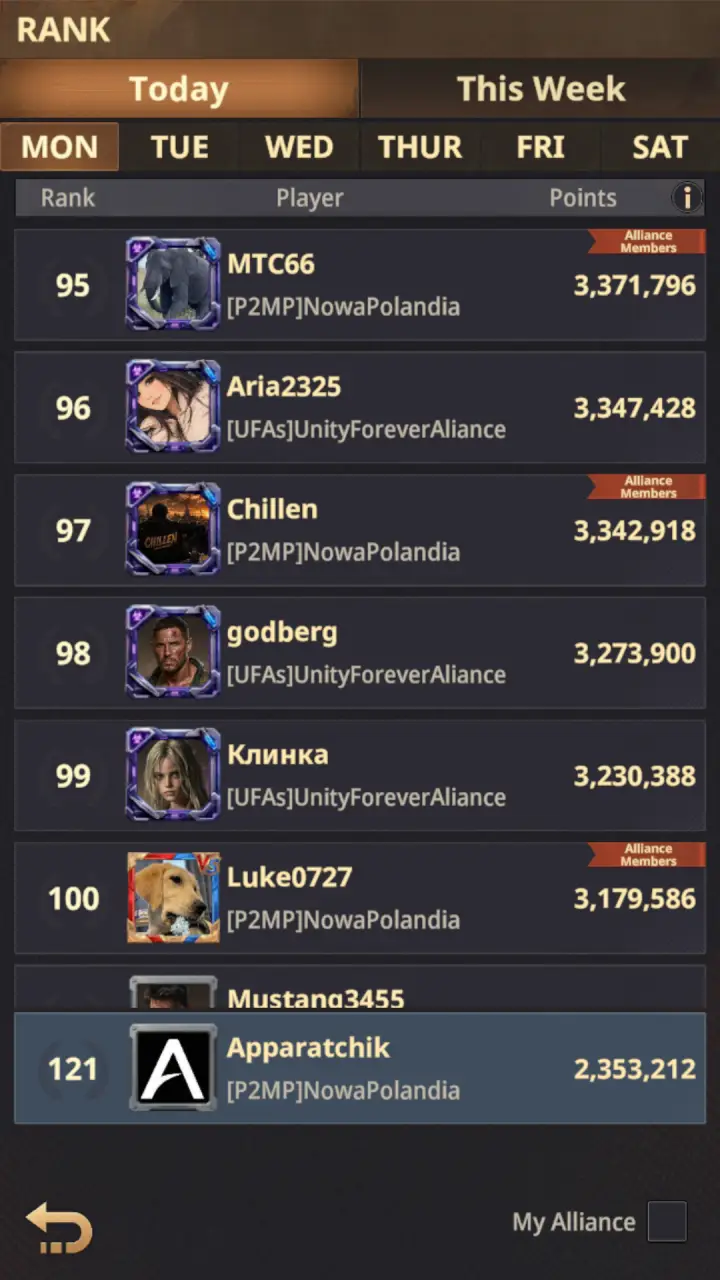 RANK
Today
This Week
MON
TUE
WED
THUR
FRI
SAT
Rank
Player
Points
i
Alliance
Members
95
MTC66
[P2MP]NowaPolandia
3,371,796
96
Aria2325
[UFAs]UnityForeverAliance
3,347,428
Alliance
Members
97
CHILLEN
Chillen
[P2MP]NowaPolandia
3,342,918
98
godberg
[UFAs]UnityForeverAliance
3,273,900
99
Клинка
[UFAs]UnityForeverAliance
3,230,388
Alliance
Members
100
Luke0727
[P2MP]NowaPolandia
3,179,586
Mustang3455
121
A
Apparatchik
[P2MP]NowaPolandia
2,353,212
My Alliance